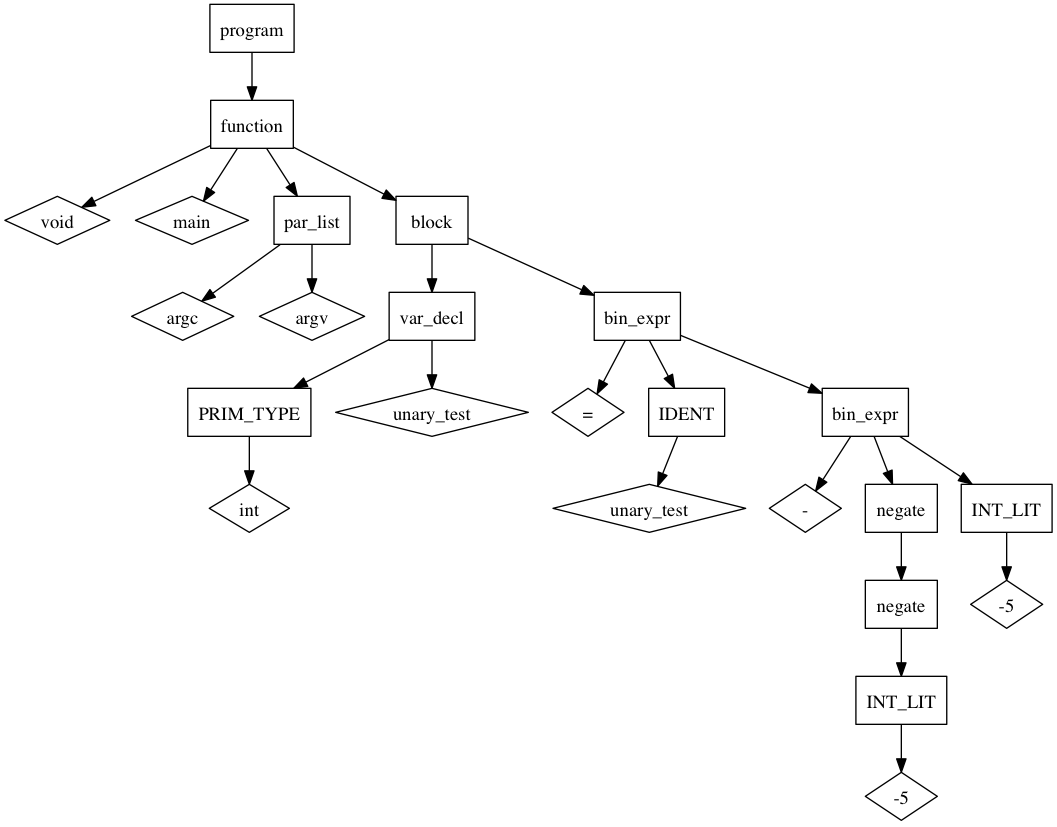 program
function
void
main
par_list
block
argc
argv
var_decl
bin_expr
PRIM_TYPE
unary_test
=
IDENT
bin_expr
int
unary_test
-
negate
INT_LIT
negate
-5
INT_LIT
-5